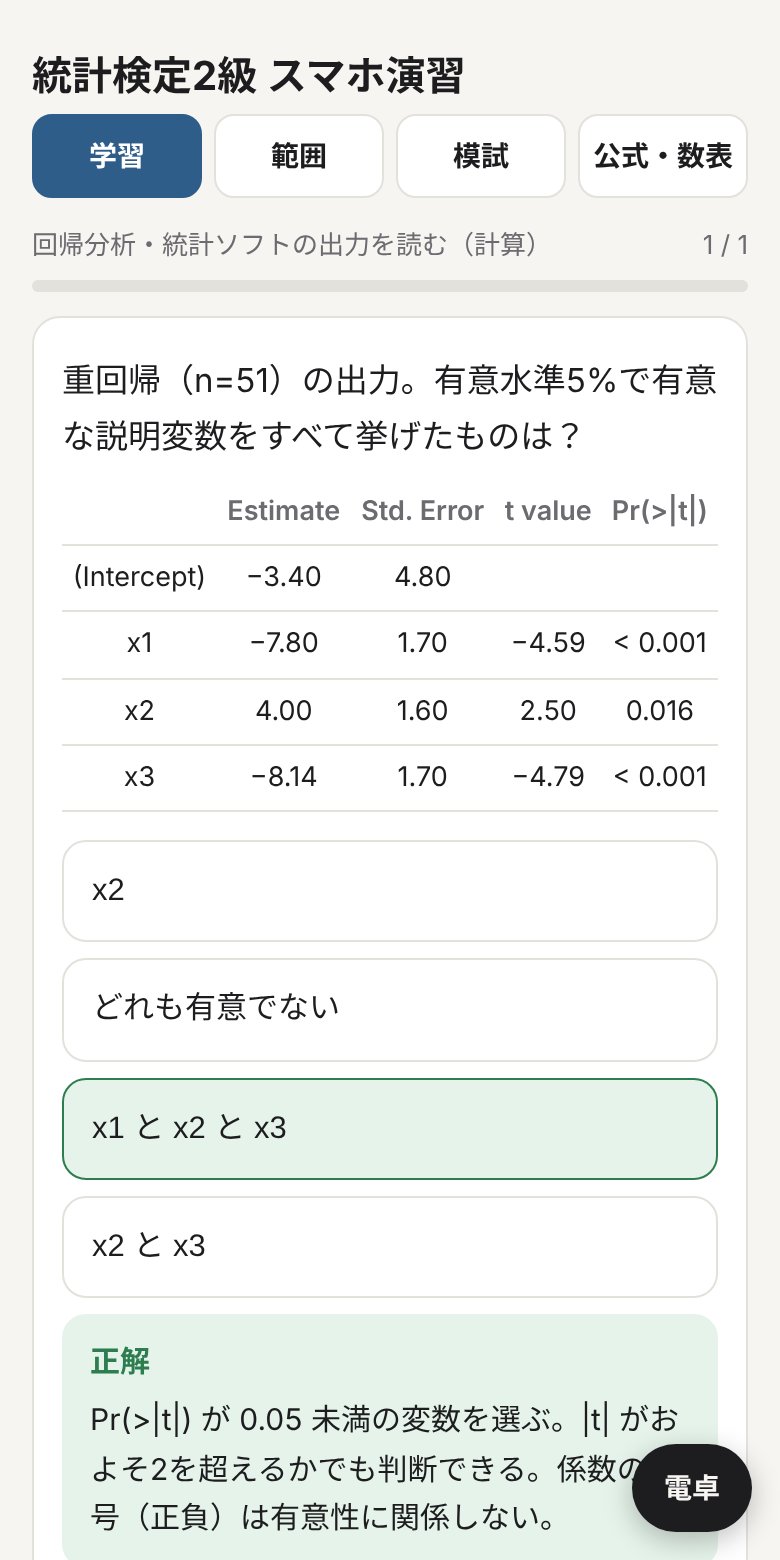 統計検定2級 スマホ演習
学習 範囲 模試 公式・数表
回帰分析・統計ソフトの出力を読む（計算） 1 / 1
重回帰（n=51）の出力。有意水準5%で有意
な説明変数をすべて挙げたものは？
Estimate Std. Error t value Pr(>|t|)
(Intercept) −3.40 4.80
x1 −7.80 1.70 −4.59 < 0.001
x2 4.00 1.60 2.50 0.016
x3 −8.14 1.70 −4.79 < 0.001
x2
どれも有意でない
x1 と x2 と x3
x2 と x3
正解
Pr(>|t|) が 0.05 未満の変数を選ぶ。|t| がお
よそ2を超えるかでも判断できる。係数の
号（正負）は有意性に関係しない。
電卓